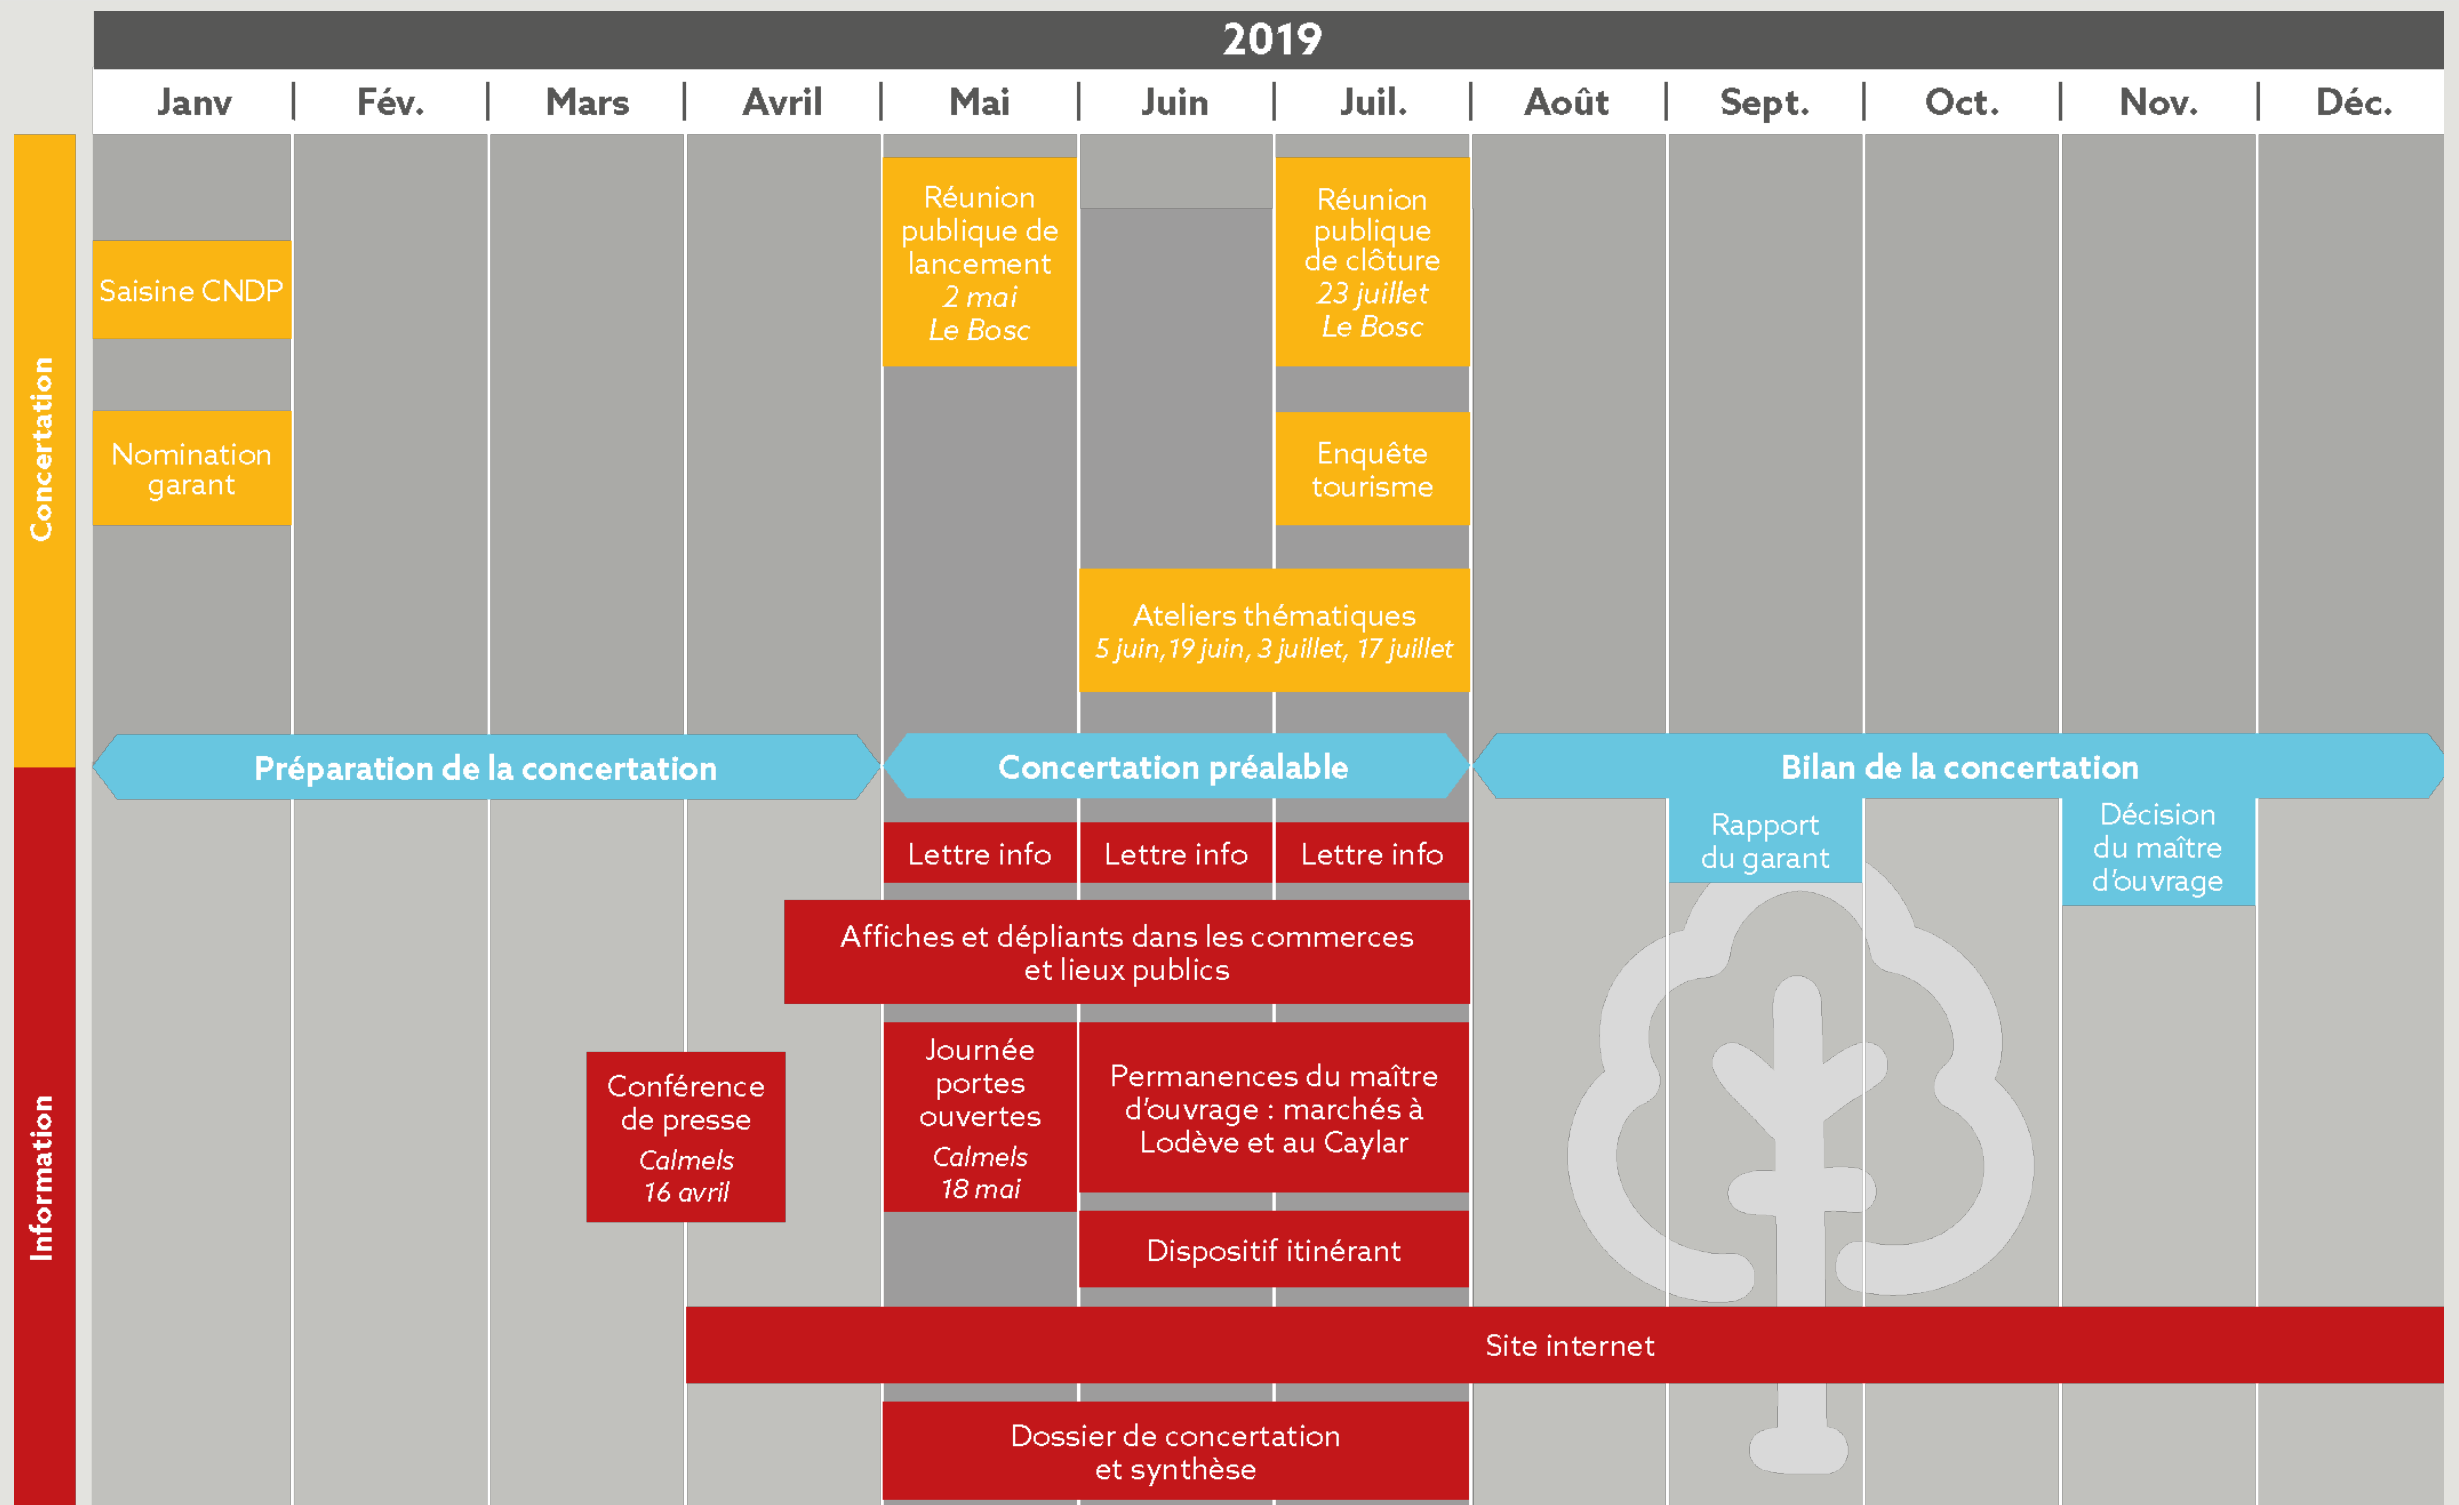 2019
Janv
Fév.
Mars
Avril
Mai
Juin
Juil.
Août
Sept.
Oct.
Nov.
Déc.
Concertation
Saisine CNDP
Nomination
garant
Réunion
publique de
lancement
2 mai
Le Bosc
Réunion
publique
de clôture
23 juillet
Le Bosc
Enquête
tourisme
Ateliers thématiques
5 juin, 19 juin, 3 juillet, 17 juillet
Préparation de la concertation
Concertation préalable
Bilan de la concertation
Rapport
du garant
Décision
du maître
d'ouvrage
Information
Lettre info
Lettre info
Lettre info
Affiches et dépliants dans les commerces
et lieux publics
Conférence
de presse
Calmels
16 avril
Journée
portes
ouvertes
Calmels
18 mai
Permanences du maître
d'ouvrage : marchés à
Lodève et au Caylar
Dispositif itinérant
Site internet
Dossier de concertation
et synthèse